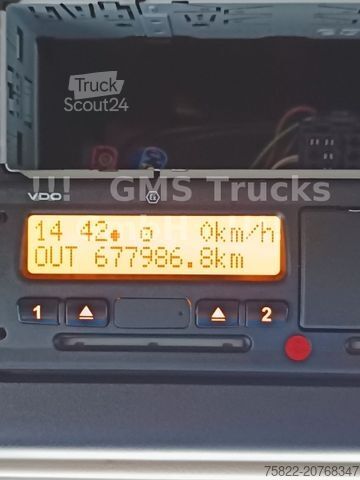 Truck
Scout24
VDO
!!! GMS Trucks
14 42 0km/h
OUT 677986.8km
1
2
75822-20768347